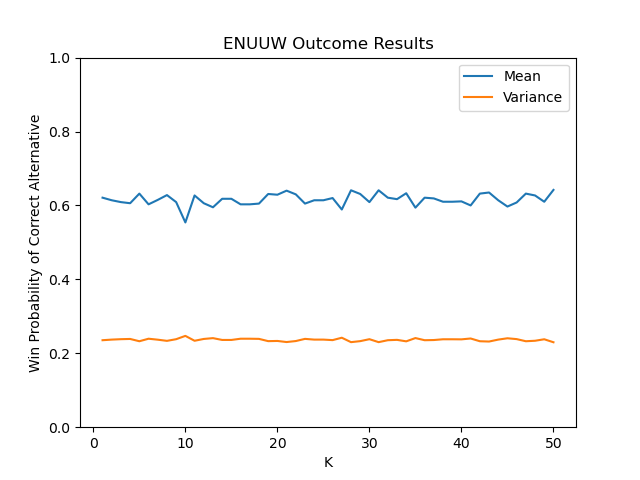 ENUUW Outcome Results
Mean
Variance
Win Probability of Correct Alternative
1.0
0.8
0.6
0.4
0.2
0.0
0 10 20 30 40 50
K